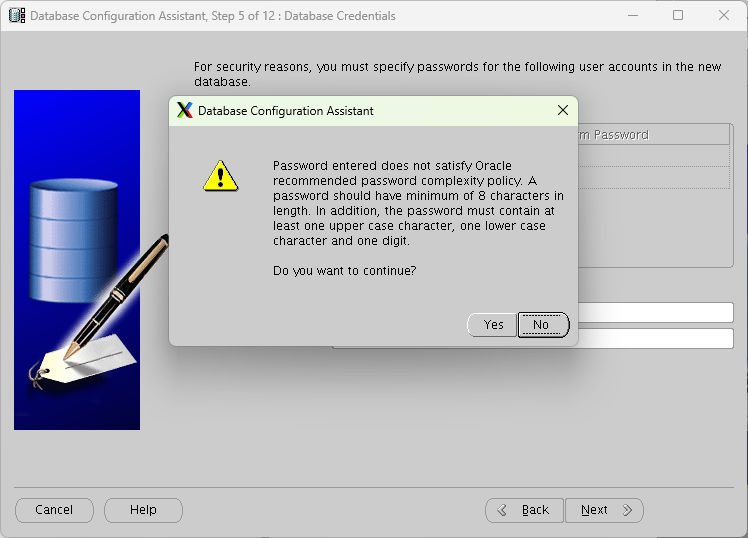 Database Configuration Assistant, Step 5 of 12 : Database Credentials
For security reasons, you must specify passwords for the following user accounts in the new
database.
Database Configuration Assistant
m Password
Password entered does not satisfy Oracle
recommended password complexity policy. A
password should have minimum of 8 characters in
length. In addition, the password must contain at
least one upper case character, one lower case
character and one digit.
Do you want to continue?
Yes
No
Cancel
Help
Back
Next